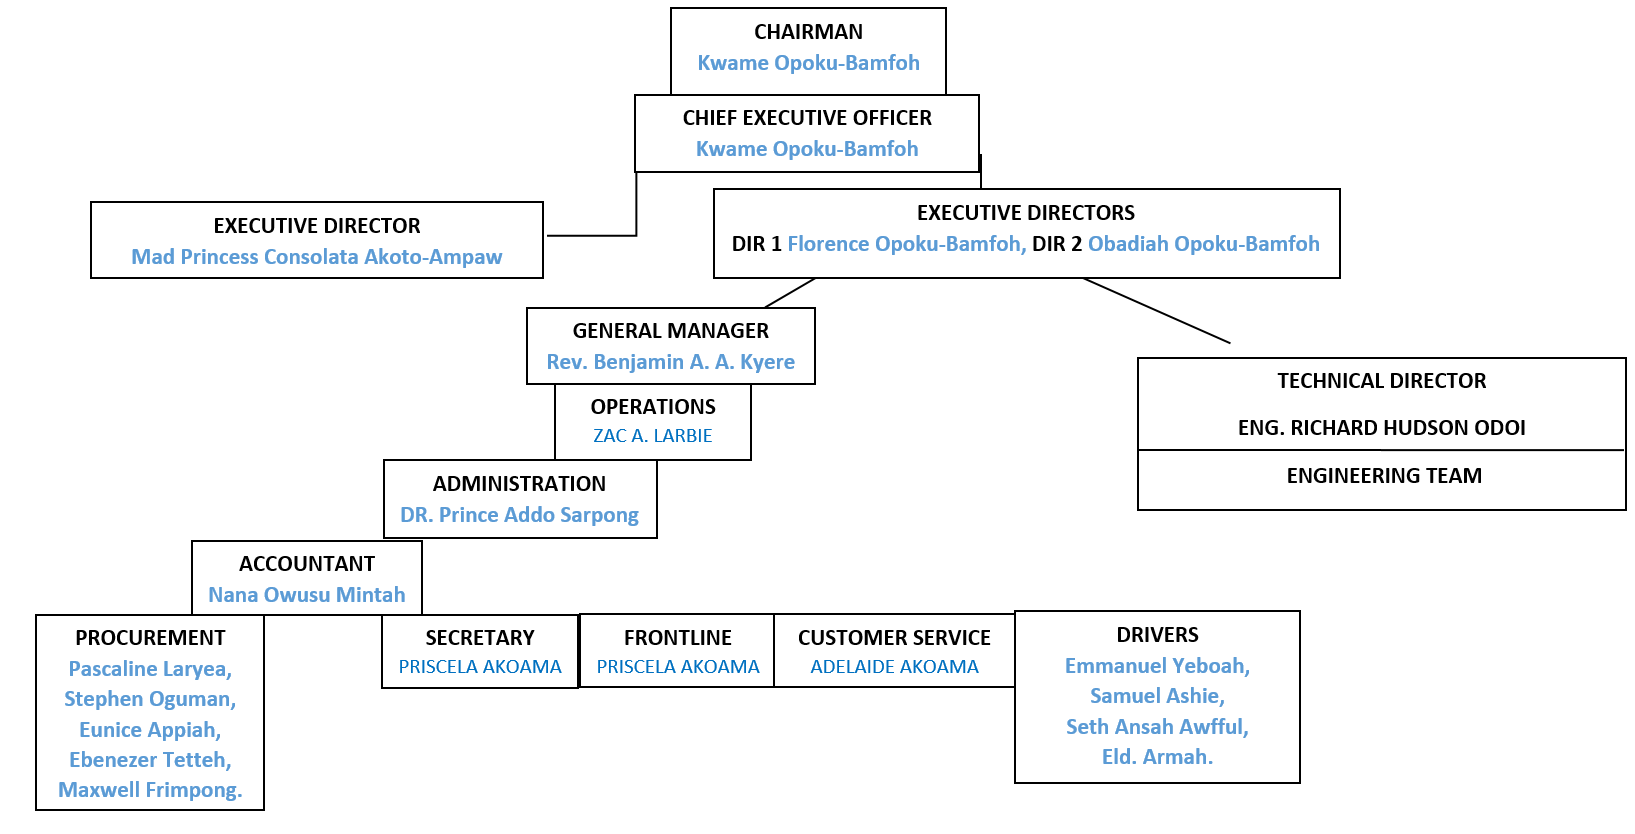 CHAIRMAN
Kwame Opoku-Bamfoh
CHIEF EXECUTIVE OFFICER
Kwame Opoku-Bamfoh
EXECUTIVE DIRECTOR
Mad Princess Consolata Akoto-Ampaw
EXECUTIVE DIRECTORS
DIR 1 Florence Opoku-Bamfoh, DIR 2 Obadiah Opoku-Bamfoh
GENERAL MANAGER
Rev. Benjamin A. A. Kyere
OPERATIONS
ZAC A. LARBIE
TECHNICAL DIRECTOR
ENG. RICHARD HUDSON ODOI
ENGINEERING TEAM
ADMINISTRATION
DR. Prince Addo Sarpong
ACCOUNTANT
Nana Owusu Mintah
PROCUREMENT
Pascaline Laryea,
Stephen Oguman,
Eunice Appiah,
Ebenezer Tetteh,
Maxwell Frimpong.
SECRETARY
PRISCELA AKOAMA
FRONTLINE
PRISCELA AKOAMA
CUSTOMER SERVICE
ADELAIDE AKOAMA
DRIVERS
Emmanuel Yeboah,
Samuel Ashie,
Seth Ansah Awfful,
Eld. Armah.